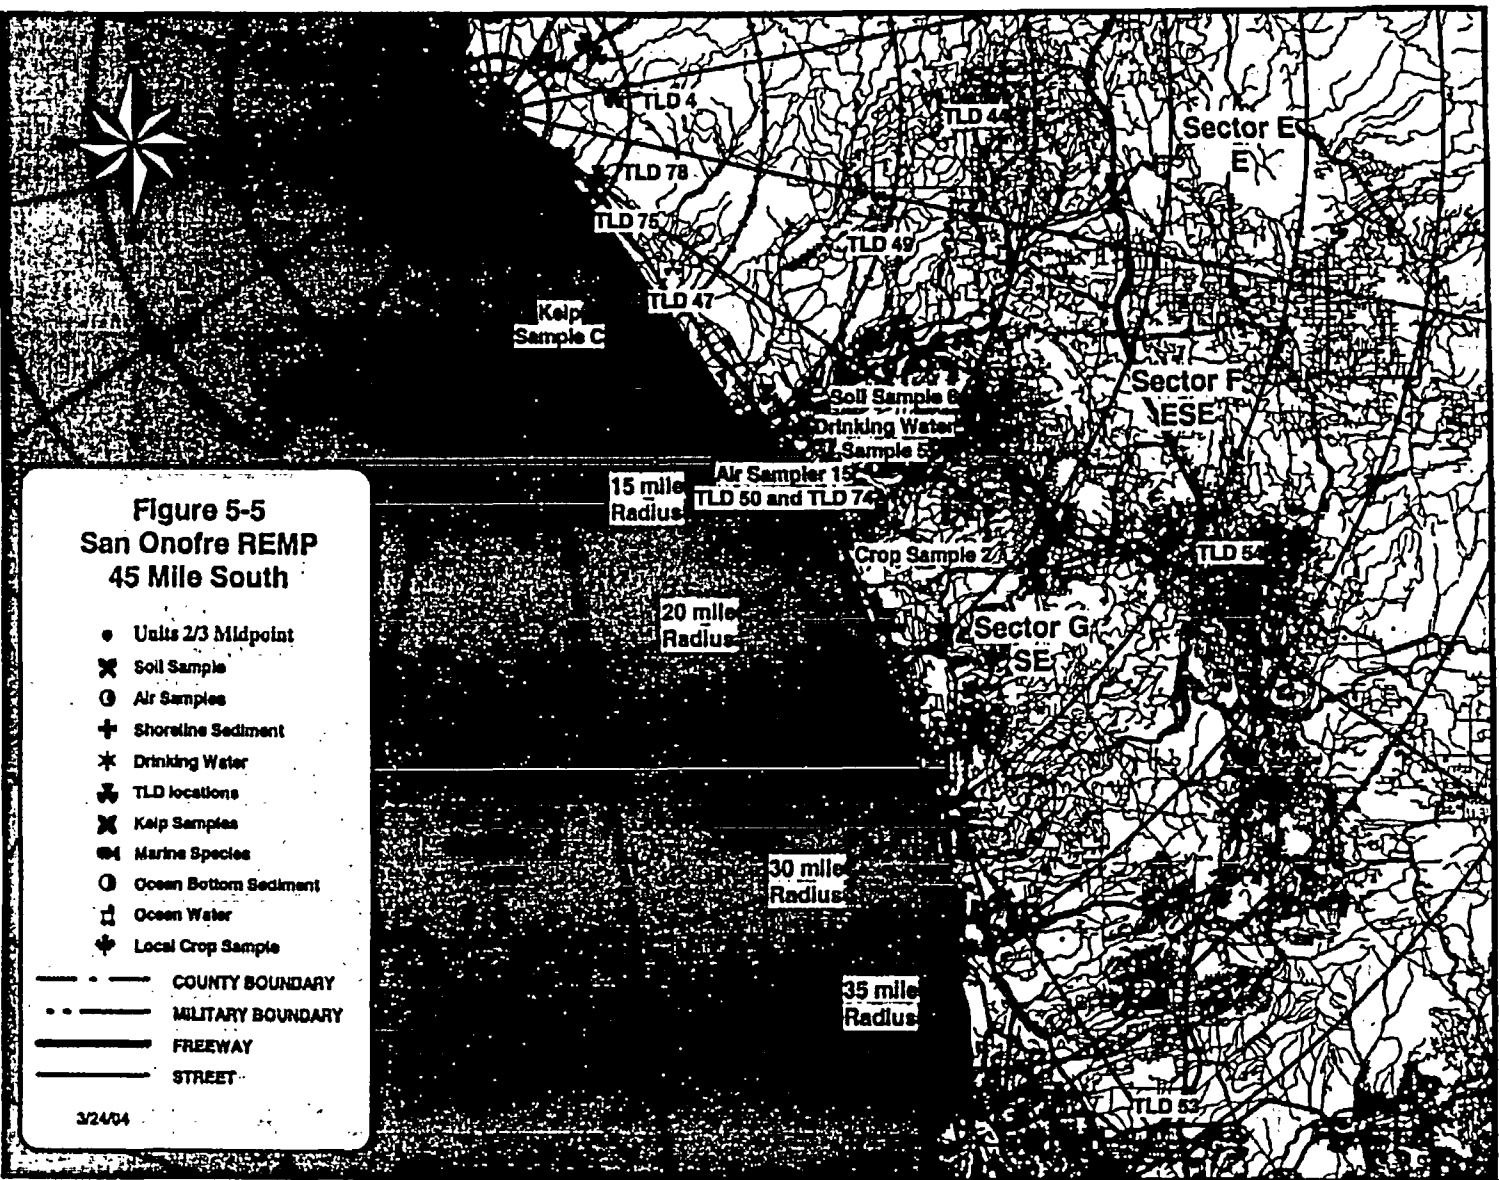 TLD 4
TLD 44
Sector E
E
TLD 78
TLD 75
TLD 49
TLD 47
Kelp
Sample C
Sector F
ESE
Soil Sample 6
Drinking Water
Sample 5
Air Sampler 15
TLD 50 and TLD 74
15 mile
Radius
Crop Sample 2
TLD 54
20 mile
Radius
Sector G
SE
30 mile
Radius
35 mile
Radius
TLD 53
Figure 5-5
San Onofre REMP
45 Mile South
Units 2/3 Midpoint
Soil Sample
Air Samples
Shoreline Sediment
Drinking Water
TLD locations
Kelp Samples
Marine Species
Ocean Bottom Sediment
Ocean Water
Local Crop Sample
COUNTY BOUNDARY
MILITARY BOUNDARY
FREEWAY
STREET
3/24/04